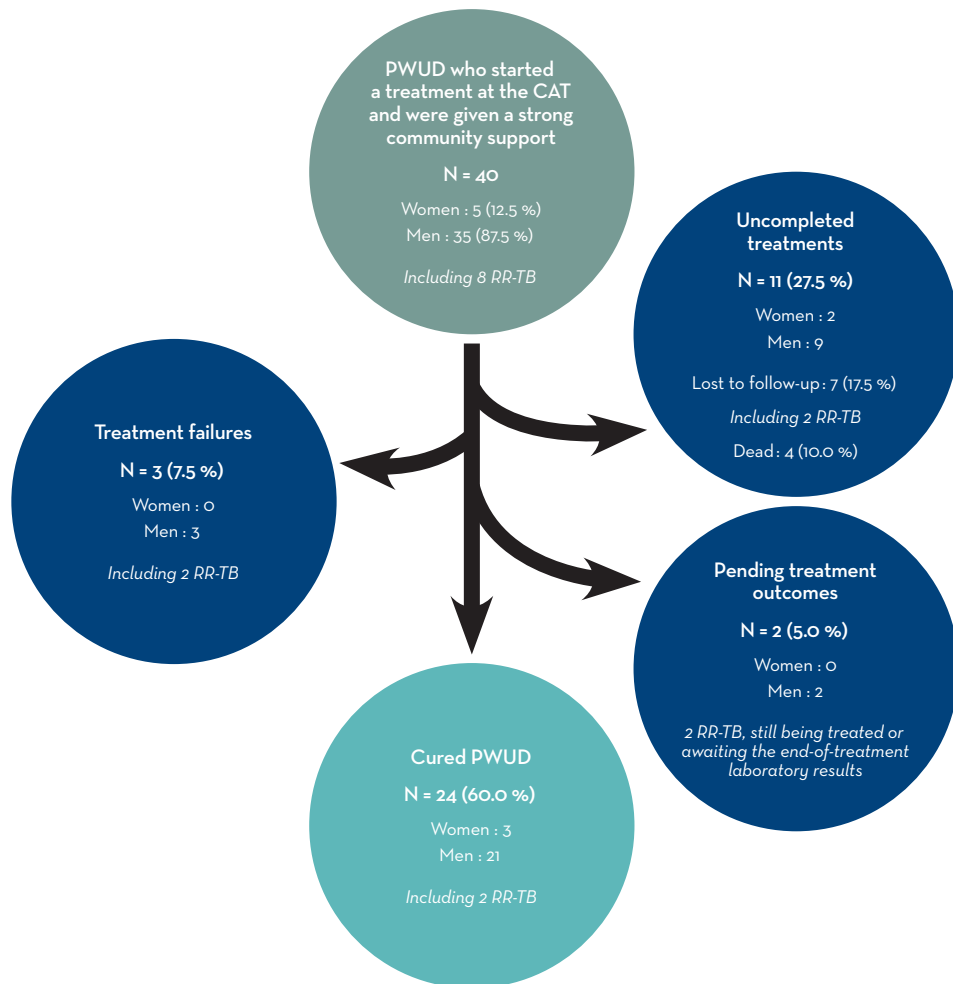 PWUD who started
a treatment at the CAT
and were given a strong
community support
N = 40
Women : 5 (12.5 %)
Men : 35 (87.5 %)
Including 8 RR-TB
Uncompleted
treatments
N = 11 (27.5 %)
Women : 2
Men : 9
Lost to follow-up : 7 (17.5 %)
Including 2 RR-TB
Dead : 4 (10.0 %)
Treatment failures
N = 3 (7.5 %)
Women : 0
Men : 3
Including 2 RR-TB
Pending treatment
outcomes
N = 2 (5.0 %)
Women : 0
Men : 2
2 RR-TB, still being treated or
awaiting the end-of-treatment
laboratory results
Cured PWUD
N = 24 (60.0 %)
Women : 3
Men : 21
Including 2 RR-TB